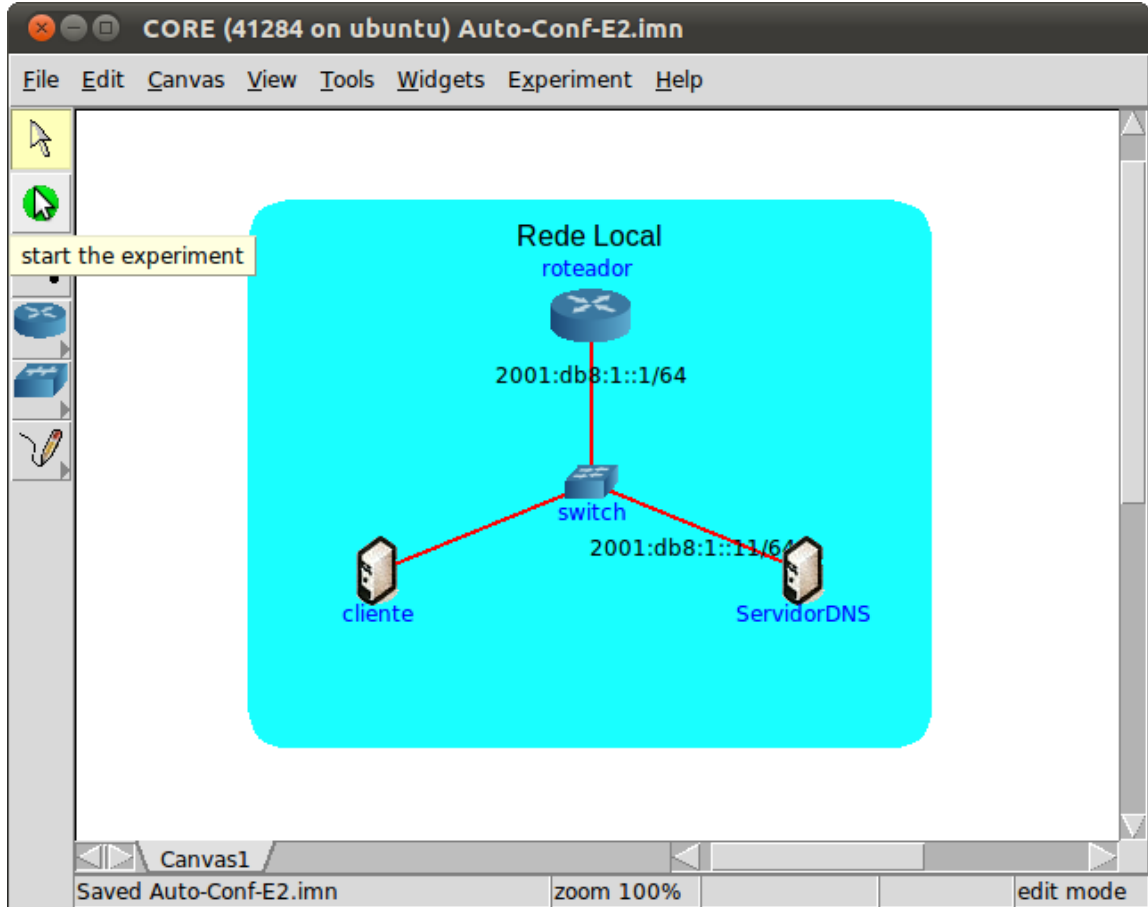 CORE (41284 on ubuntu) Auto-Conf-E2.imn
File Edit Canvas View Tools Widgets Experiment Help
start the experiment
Rede Local
roteador
2001:db8:1::1/64
switch
2001:db8:1::11/64
cliente
ServidorDNS
Canvas1
Saved Auto-Conf-E2.imn zoom 100% edit mode